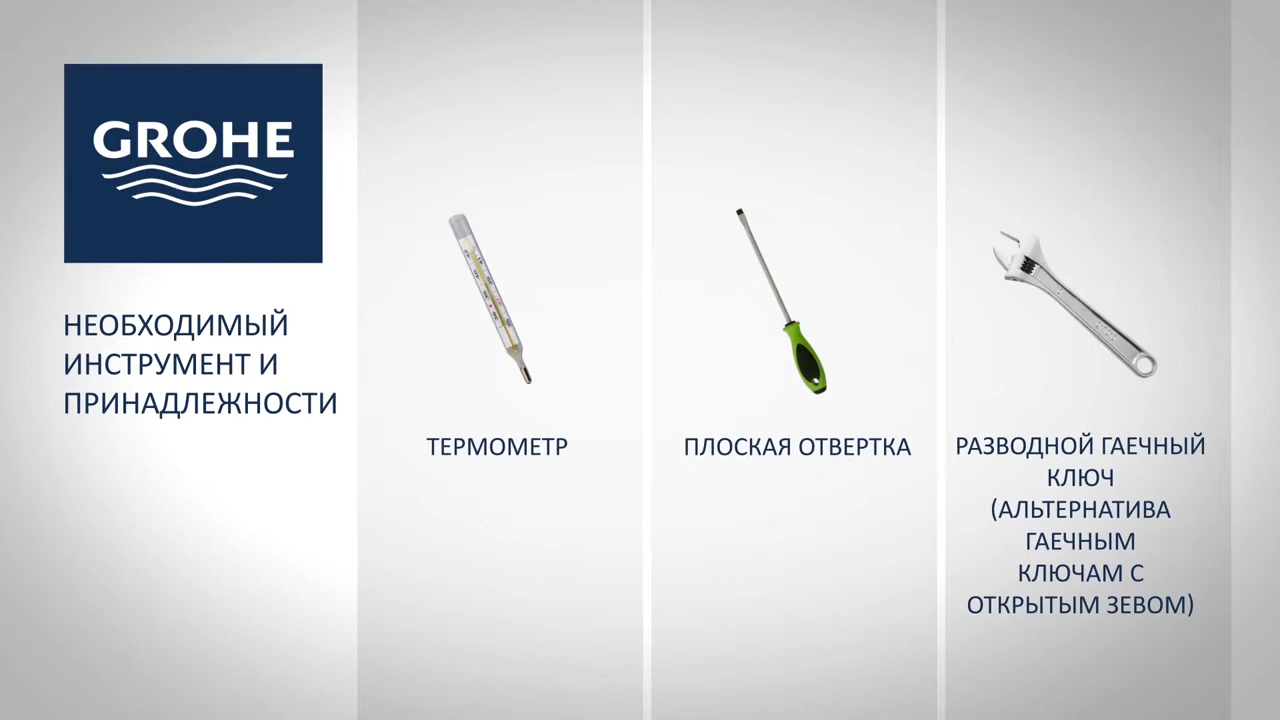 GROHE
НЕОБХОДИМЫЙ
ИНСТРУМЕНТ И
ПРИНАДЛЕЖНОСТИ
ТЕРМОМЕТР
ПЛОСКАЯ ОТВЕРТКА
РАЗВОДНОЙ ГАЕЧНЫЙ
КЛЮЧ
(АЛЬТЕРНАТИВА
ГАЕЧНЫМ
КЛЮЧАМ С
ОТКРЫТЫМ ЗЕВОМ)